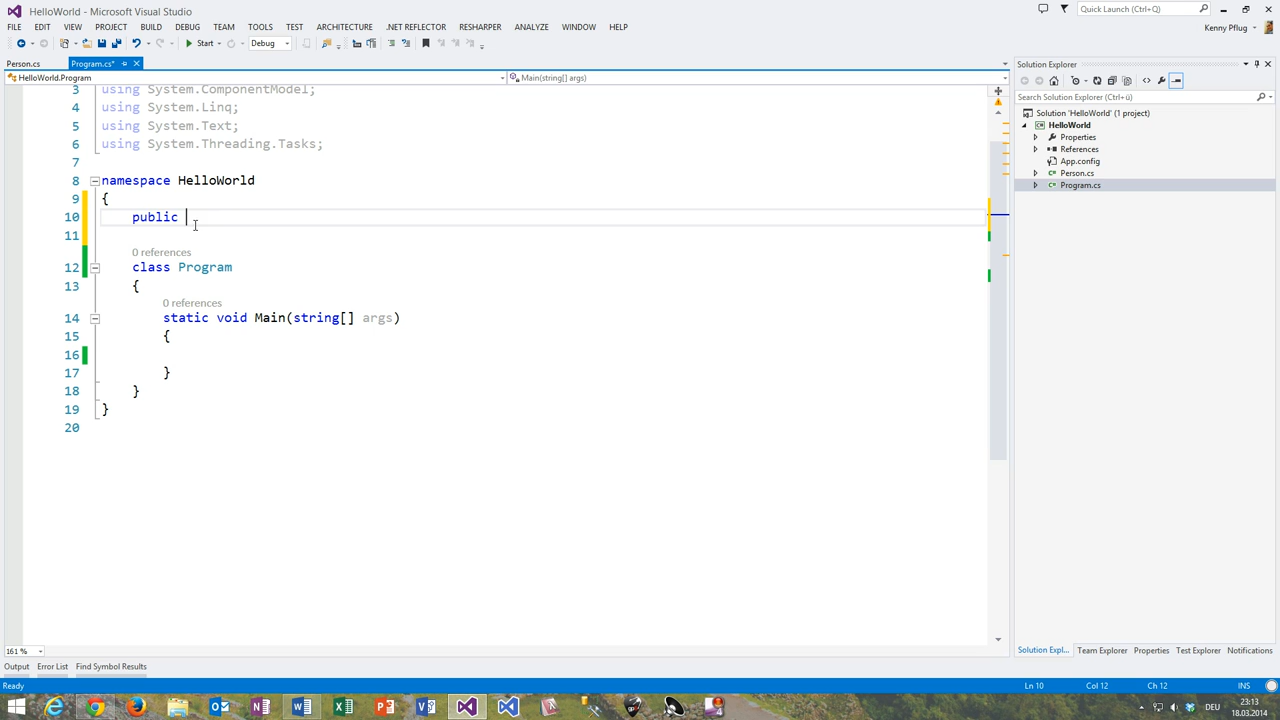 HelloWorld - Microsoft Visual Studio
Quick Launch (Ctrl+Q)
FILE EDIT VIEW PROJECT BUILD DEBUG TEAM TOOLS TEST ARCHITECTURE .NET REFLECTOR RESHARPER ANALYZE WINDOW HELP
Kenny Pflug
Start Debug
Person.cs Program.cs*
Solution Explorer
HelloWorld.Program Main(string[] args)
Search Solution Explorer (Ctrl+ü)
Solution 'HelloWorld' (1 project)
HelloWorld
Properties
References
App.config
Person.cs
Program.cs
3 using System.ComponentModel;
4 using System.Linq;
5 using System.Text;
6 using System.Threading.Tasks;
7
8 namespace HelloWorld
9 {
10 public
11
0 references
12 class Program
13 {
0 references
14 static void Main(string[] args)
15 {
16
17 }
18 }
19 }
20
161 %
Solution Expl... Team Explorer Properties Test Explorer Notifications
Output Error List Find Symbol Results
Ready Ln 10 Col 12 Ch 12 INS
4
DEU
23:13
18.03.2014